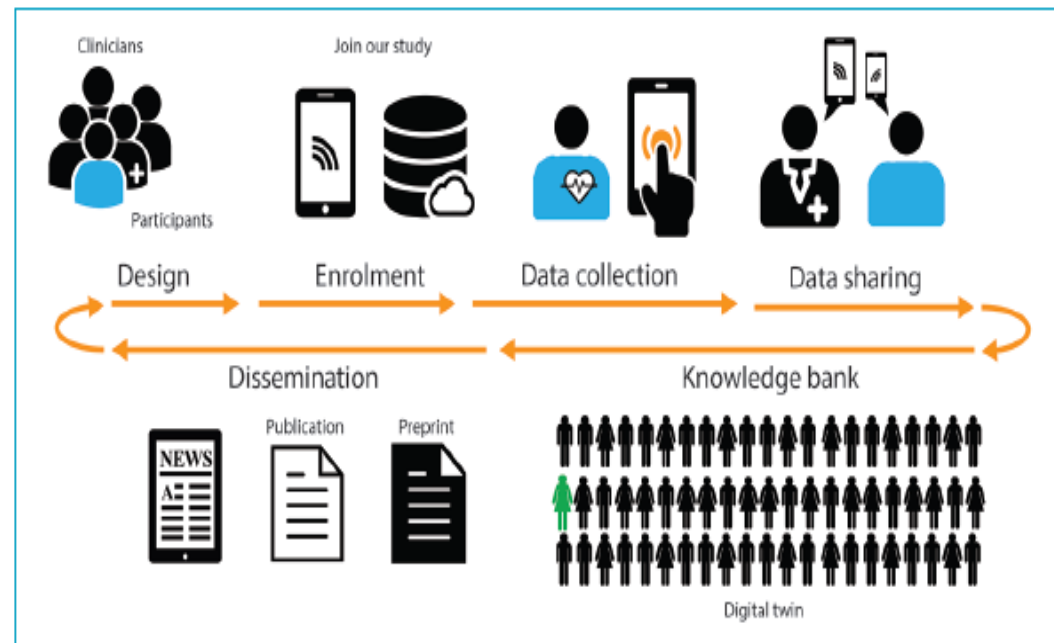 Clinicians
Join our study
Participants
Design
Enrolment
Data collection
Data sharing
Dissemination
Knowledge bank
Publication
Preprint
NEWS
A
Digital twin